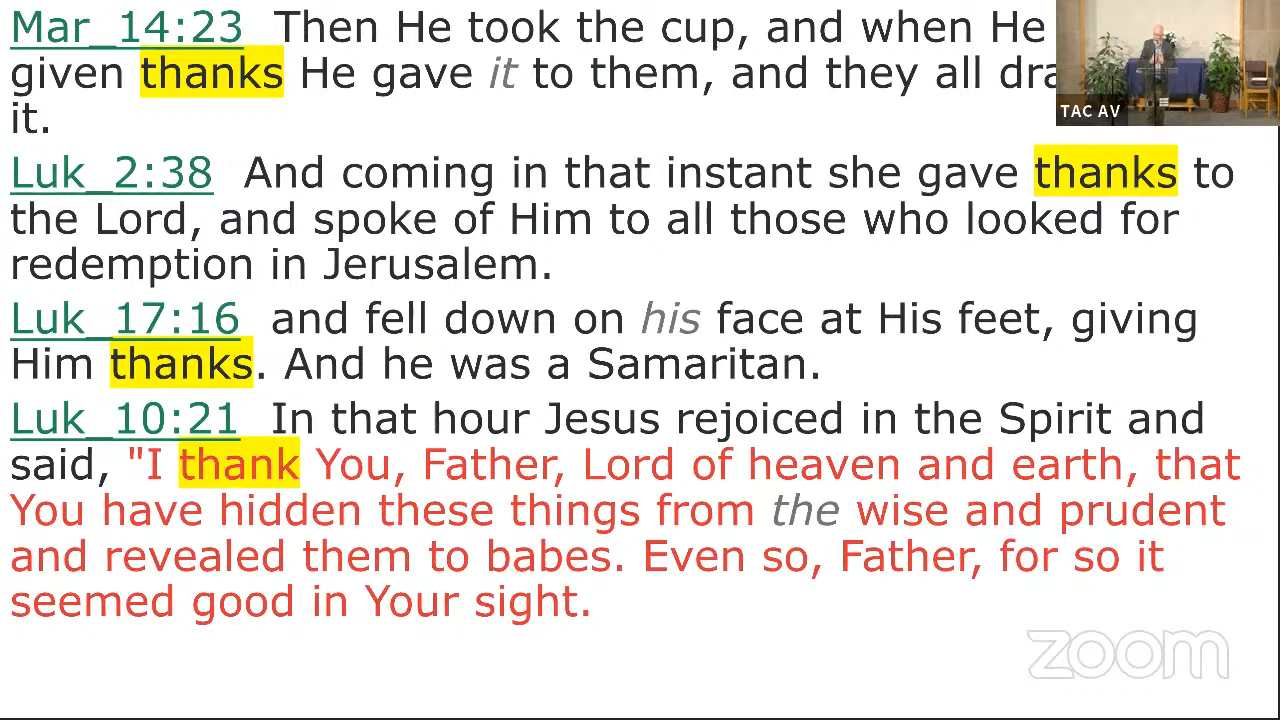 Mar_14:23 Then He took the cup, and when He
given thanks He gave it to them, and they all
it.
Luk_2:38 And coming in that instant she gave thanks to
the Lord, and spoke of Him to all those who looked for
redemption in Jerusalem.
Luk_17:16 and fell down on his face at His feet, giving
Him thanks. And he was a Samaritan.
Luk_10:21 In that hour Jesus rejoiced in the Spirit and
said, "I thank You, Father, Lord of heaven and earth, that
You have hidden these things from the wise and prudent
and revealed them to babes. Even so, Father, for so it
seemed good in Your sight.
TAC AV
zoom